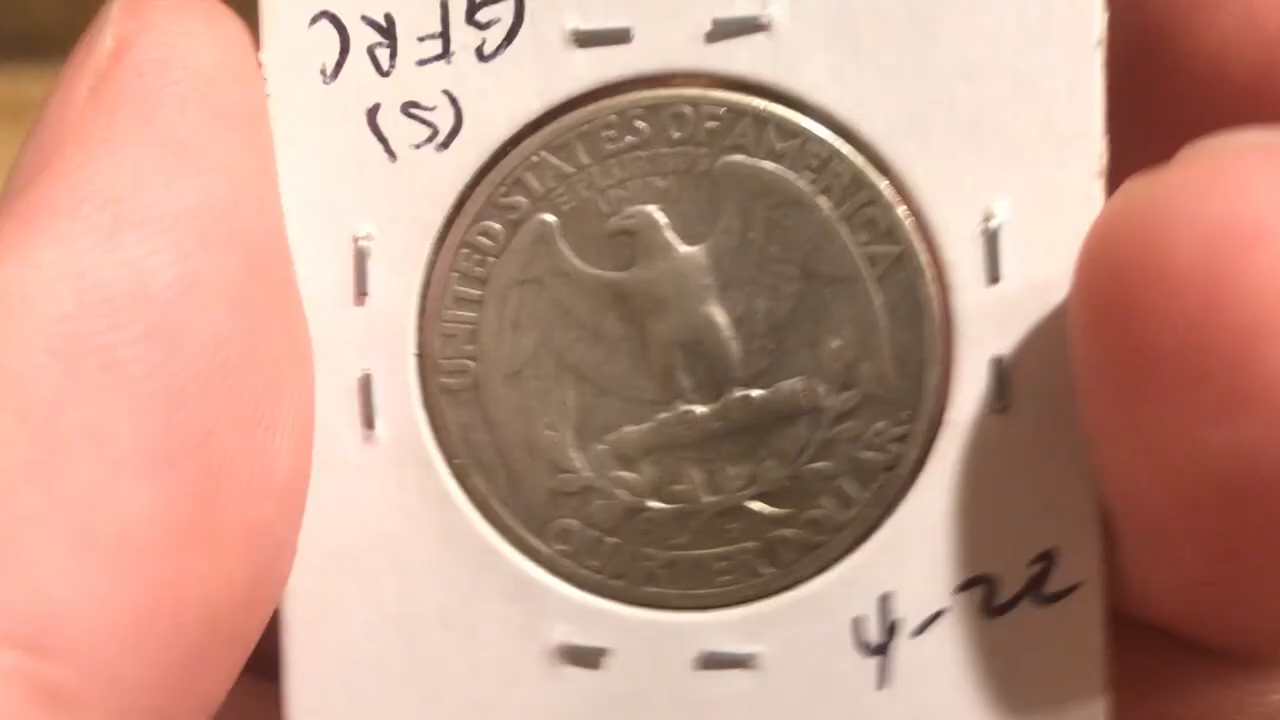 GFRC
(S)
UNITED STATES OF AMERICA
E PLURIBUS
UNUM
QUARTER DOLLAR
4-22